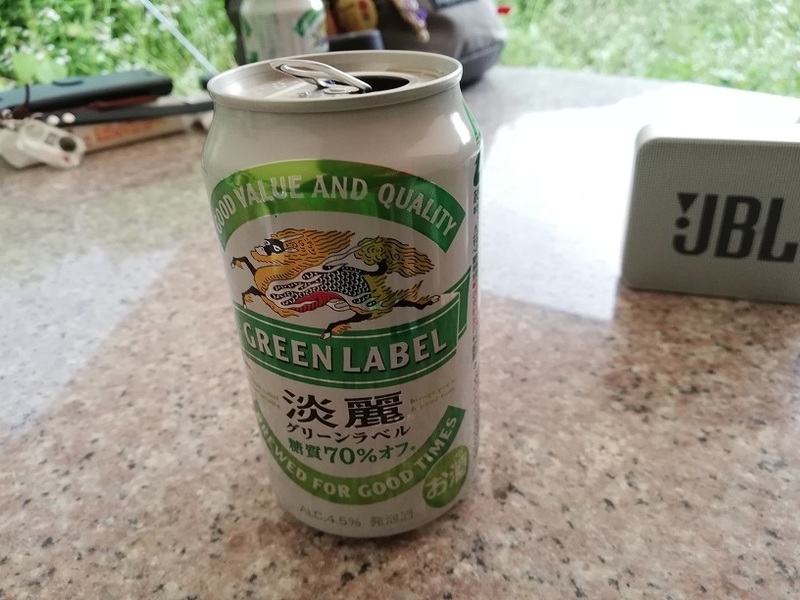 GOOD VALUE AND QUALITY
GREEN LABEL
淡麗
グリーンラベル
糖質70%オフ
BREWED FOR GOOD TIMES
お酒
ALC.4.5% 発泡酒
JBL